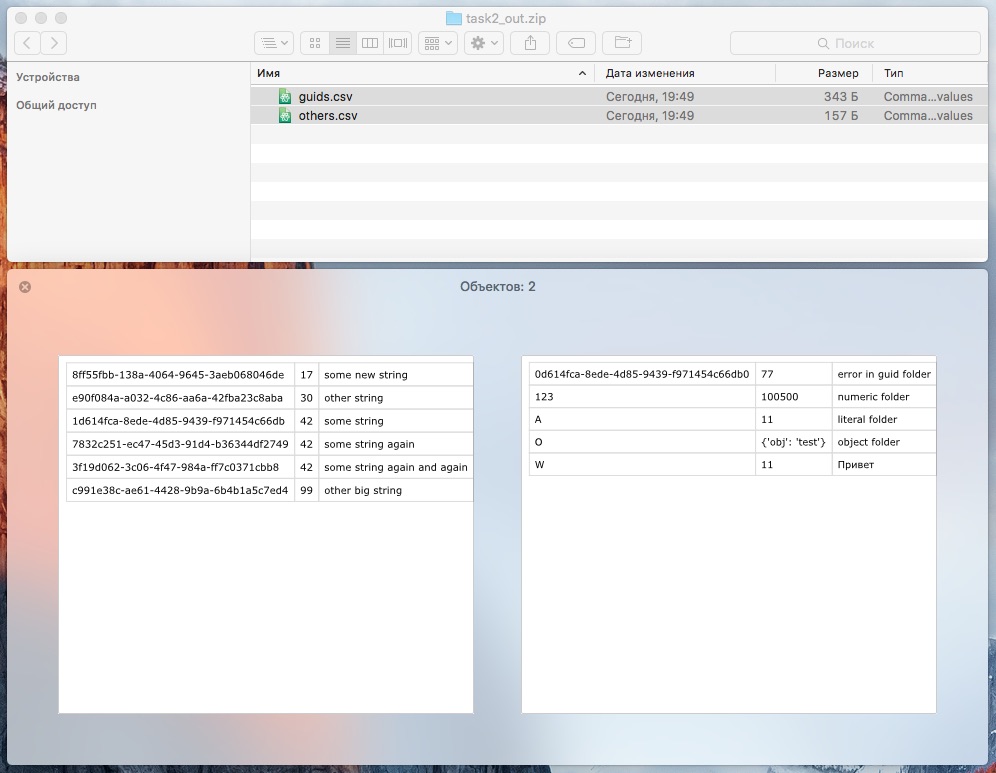 task2_out.zip
Поиск
Устройства
Общий доступ
Имя Дата изменения Размер Тип
guids.csv Сегодня, 19:49 343 Б Comma...values
others.csv Сегодня, 19:49 157 Б Comma...values
Объектов: 2
8ff55fbb-138a-4064-9645-3aeb068046de 17 some new string
e90f084a-a032-4c86-aa6a-42fba23c8aba 30 other string
1d614fca-8ede-4d85-9439-f971454c66db 42 some string
7832c251-ec47-45d3-91d4-b36344df2749 42 some string again
3f19d062-3c06-4f47-984a-ff7c0371cbb8 42 some string again and again
c991e38c-ae61-4428-9b9a-6b4b1a5c7ed4 99 other big string
0d614fca-8ede-4d85-9439-f971454c66db0 77 error in guid folder
123 100500 numeric folder
A 11 literal folder
O {'obj': 'test'} object folder
W 11 Привет